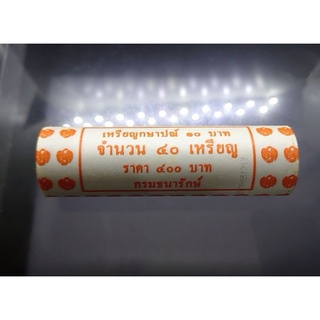 เหรียญกษาปณ์ ๑๐ บาท
จำนวน ๔๐ เหรียญ
ราคา ๔๐๐ บาท
กรมธนารักษ์